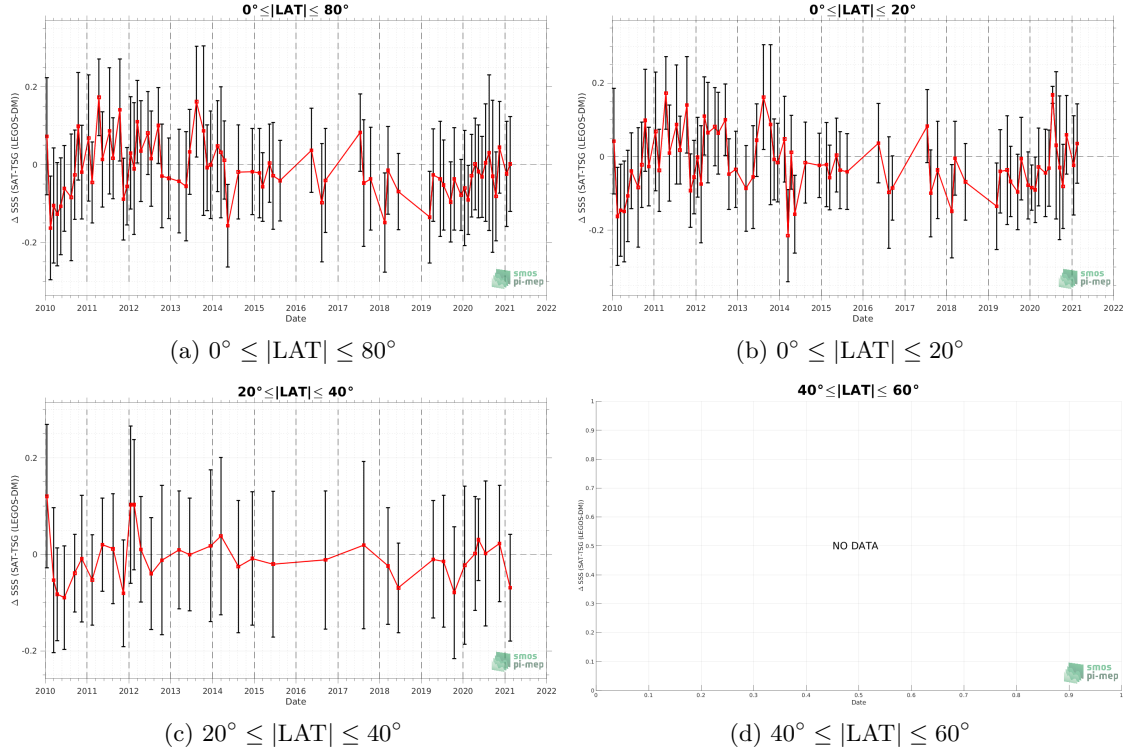 0°≤|LAT|≤ 80°
Δ SSS (SAT-TSG (LEGOS-DM))
0.2
0
-0.2
2010 2011 2012 2013 2014 2015 2016 2017 2018 2019 2020 2021 2022
Date
smos
pi-mep
(a) 0° ≤ |LAT| ≤ 80°
0°≤|LAT|≤ 20°
Δ SSS (SAT-TSG (LEGOS-DM))
0.2
0
-0.2
2010 2011 2012 2013 2014 2015 2016 2017 2018 2019 2020 2021 2022
Date
smos
pi-mep
(b) 0° ≤ |LAT| ≤ 20°
20°≤|LAT|≤ 40°
Δ SSS (SAT-TSG (LEGOS-DM))
0.2
0
-0.2
2010 2011 2012 2013 2014 2015 2016 2017 2018 2019 2020 2021 2022
Date
smos
pi-mep
(c) 20° ≤ |LAT| ≤ 40°
40°≤|LAT|≤ 60°
Δ SSS (SAT-TSG (LEGOS-DM))
1
0.9
0.8
0.7
0.6
0.5
0.4
0.3
0.2
0.1
0
NO DATA
0 0.1 0.2 0.3 0.4 0.5 0.6 0.7 0.8 0.9 1
Date
smos
pi-mep
(d) 40° ≤ |LAT| ≤ 60°